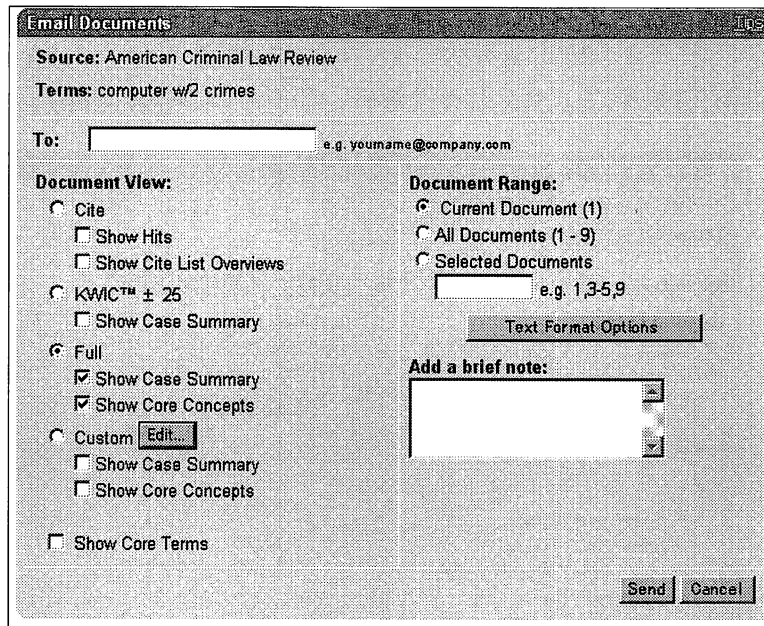 Email Documents Tips
Source: American Criminal Law Review
Terms: computer w/2 crimes
To: e.g. yourname@company.com
Document View:
Cite
Show Hits
Show Cite List Overviews
KWIC™ ± 25
Show Case Summary
Full
Show Case Summary
Show Core Concepts
Custom Edit...
Show Case Summary
Show Core Concepts
Show Core Terms
Document Range:
Current Document (1)
All Documents (1 - 9)
Selected Documents
e.g. 1,3-5,9
Text Format Options
Add a brief note:
Send Cancel